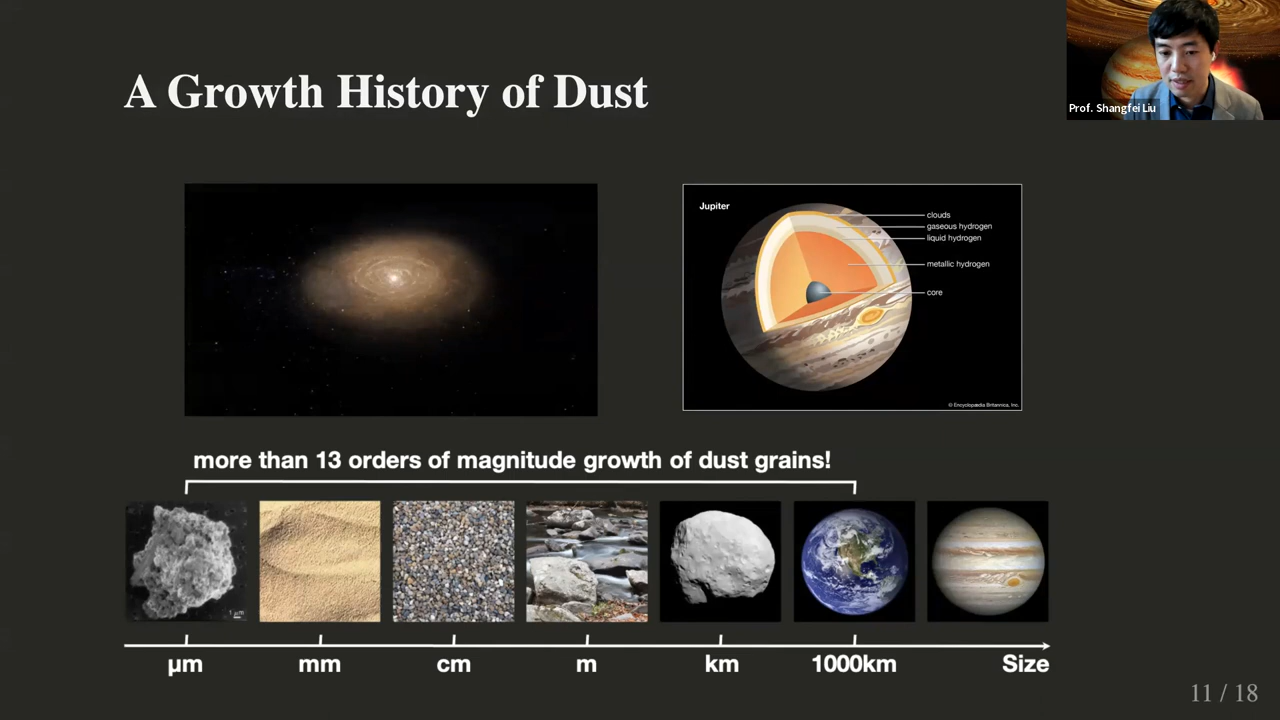 Prof. Shangfei Liu
A Growth History of Dust
Jupiter
clouds
gaseous hydrogen
liquid hydrogen
metallic hydrogen
core
© Encyclopædia Britannica, Inc.
more than 13 orders of magnitude growth of dust grains!
1 µm
µm mm cm m km 1000km Size
11 / 18